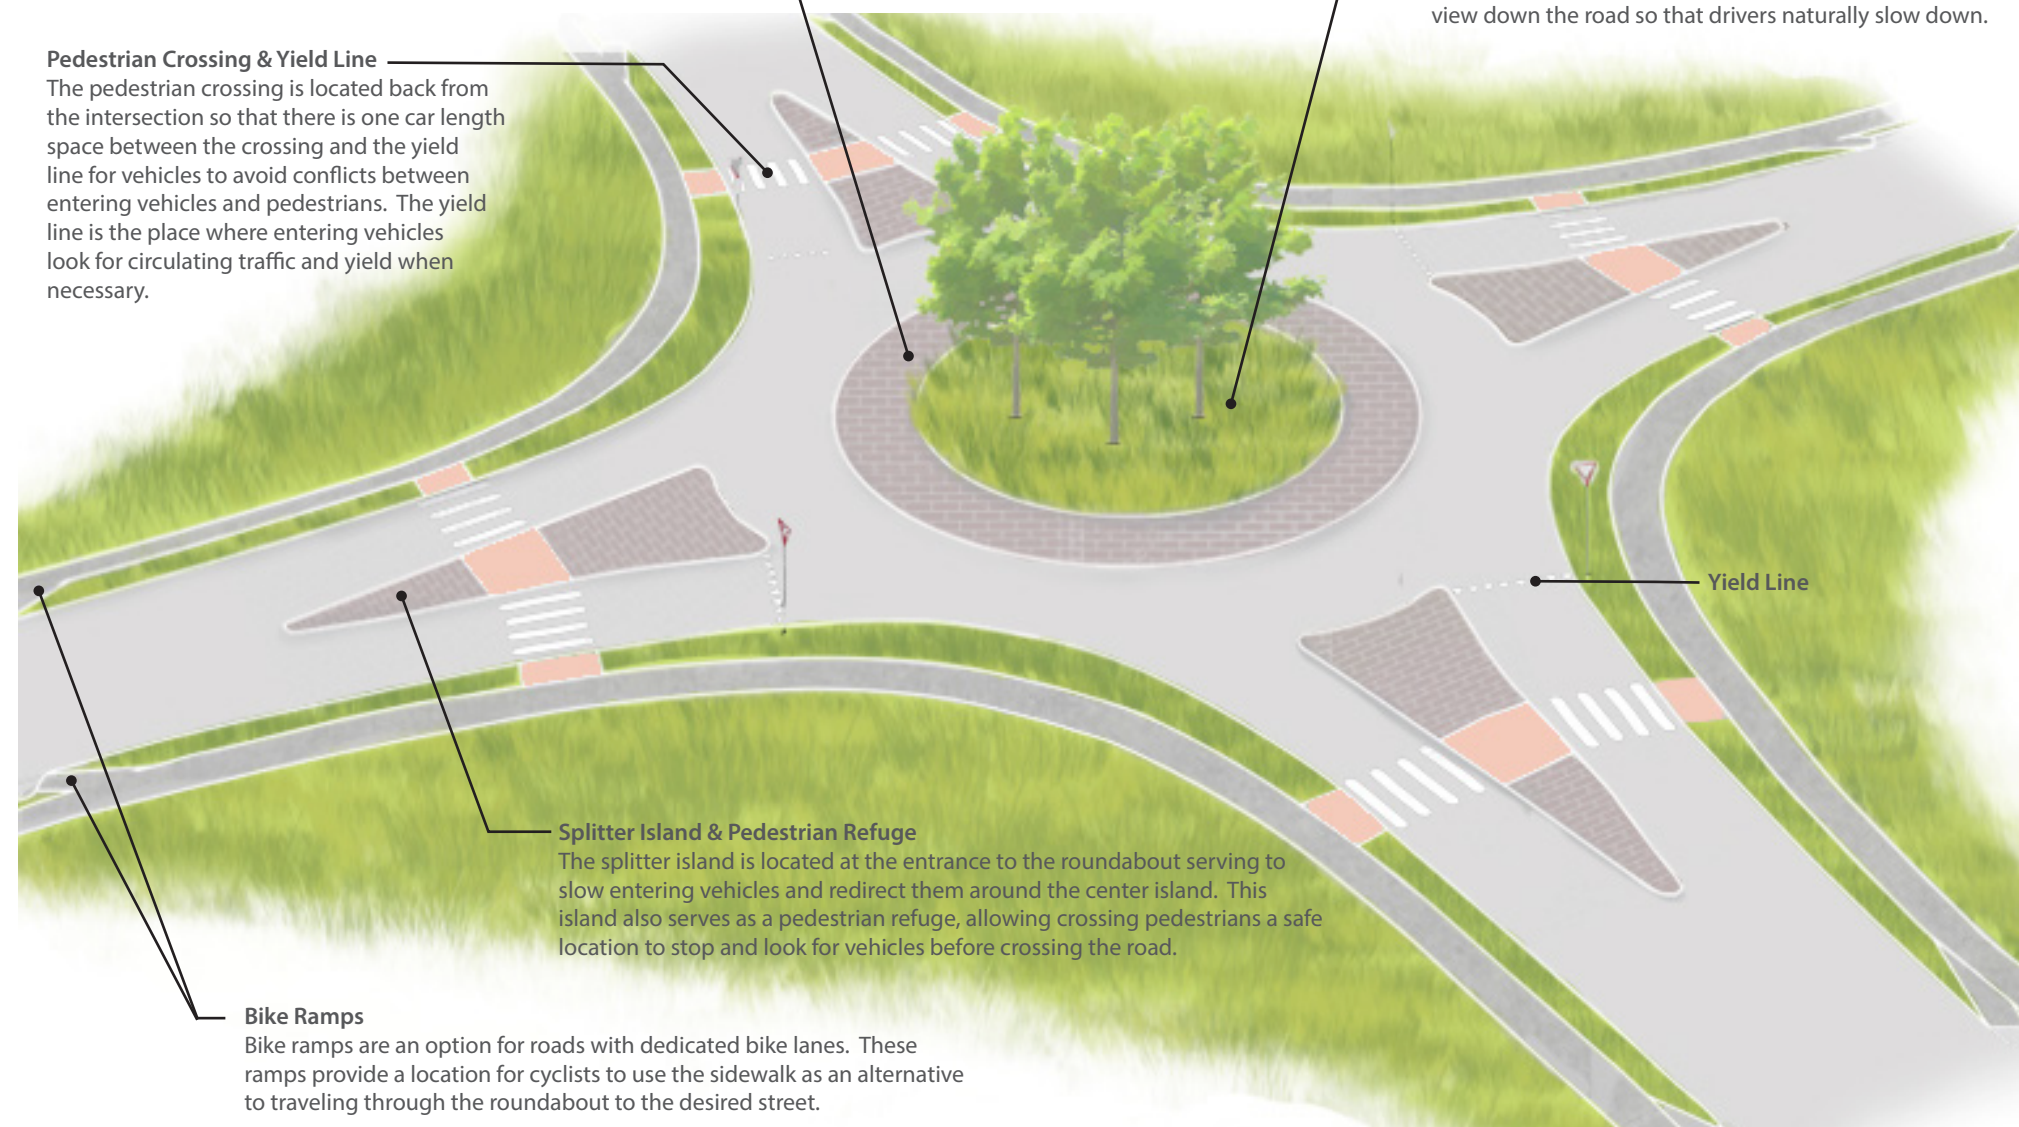 view down the road so that drivers naturally slow down.
Pedestrian Crossing & Yield Line
The pedestrian crossing is located back from
the intersection so that there is one car length
space between the crossing and the yield
line for vehicles to avoid conflicts between
entering vehicles and pedestrians. The yield
line is the place where entering vehicles
look for circulating traffic and yield when
necessary.
Yield Line
Splitter Island & Pedestrian Refuge
The splitter island is located at the entrance to the roundabout serving to
slow entering vehicles and redirect them around the center island. This
island also serves as a pedestrian refuge, allowing crossing pedestrians a safe
location to stop and look for vehicles before crossing the road.
Bike Ramps
Bike ramps are an option for roads with dedicated bike lanes. These
ramps provide a location for cyclists to use the sidewalk as an alternative
to traveling through the roundabout to the desired street.